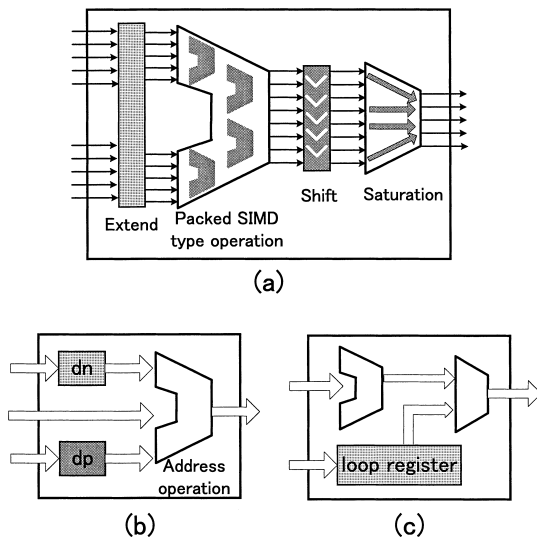 Extend
Packed SIMD
type operation
Shift
Saturation
(a)
dn
dp
Address
operation
(b)
loop register
(c)